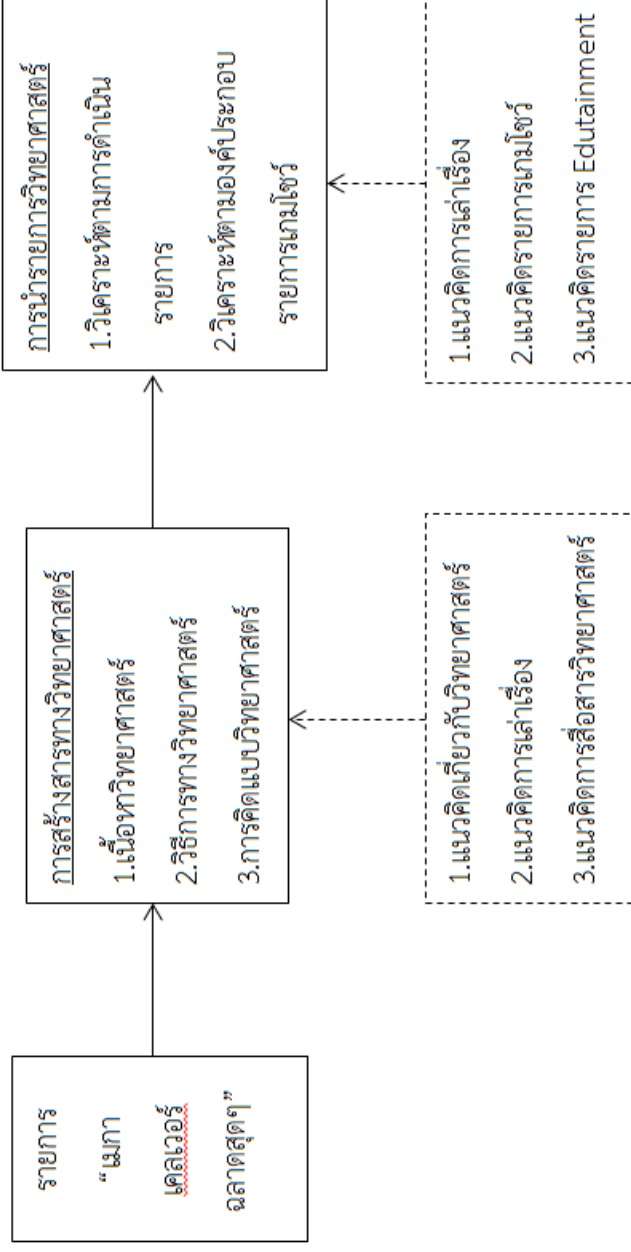 รายการ
“เมกา
เคลเวอร์
ฉลาดสุดๆ”
การสร้างสารทางวิทยาศาสตร์
1.เนื้อหาวิทยาศาสตร์
2.วิธีการทางวิทยาศาสตร์
3.การคิดแบบวิทยาศาสตร์
การนำรายการวิทยาศาสตร์
1.วิเคราะห์ตามการดำเนิน
รายการ
2.วิเคราะห์ตามองค์ประกอบ
รายการเกมโชว์
1.แนวคิดเกี่ยวกับวิทยาศาสตร์
2.แนวคิดการเล่าเรื่อง
3.แนวคิดการสื่อสารวิทยาศาสตร์
1.แนวคิดการเล่าเรื่อง
2.แนวคิดรายการเกมโชว์
3.แนวคิดรายการ Edutainment